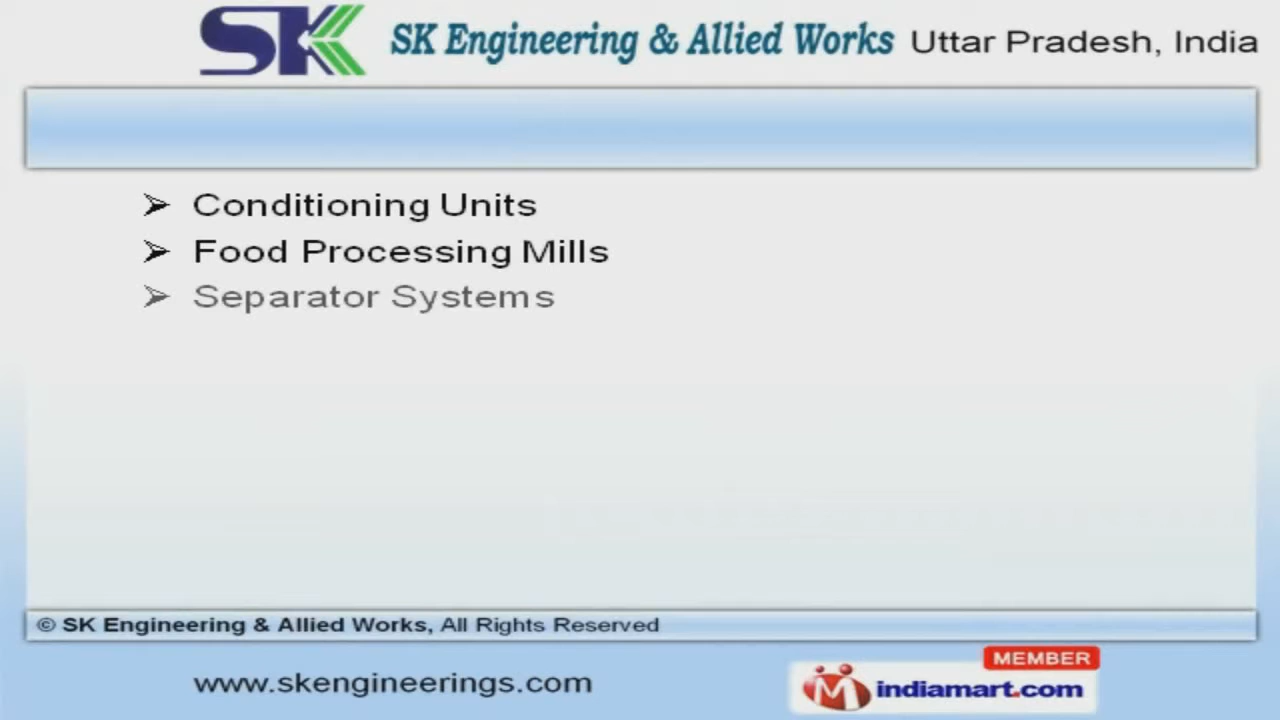 SK SK Engineering & Allied Works Uttar Pradesh, India
➢ Conditioning Units
➢ Food Processing Mills
➢ Separator Systems
© SK Engineering & Allied Works, All Rights Reserved
MEMBER
www.skengineerings.com
indiamart.com